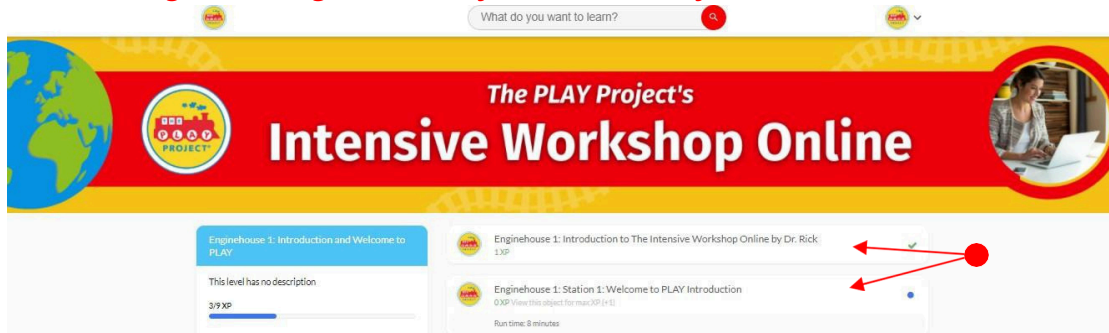 What do you want to learn?
THE
PLAY
PROJECT
The PLAY Project's
Intensive Workshop Online
Enginehouse 1: Introduction and Welcome to
PLAY
This level has no description
3/9 XP
Enginehouse 1: Introduction to The Intensive Workshop Online by Dr. Rick
1 XP
Enginehouse 1: Station 1: Welcome to PLAY Introduction
0 XP View this object for max XP (+1)
Run time: 8 minutes